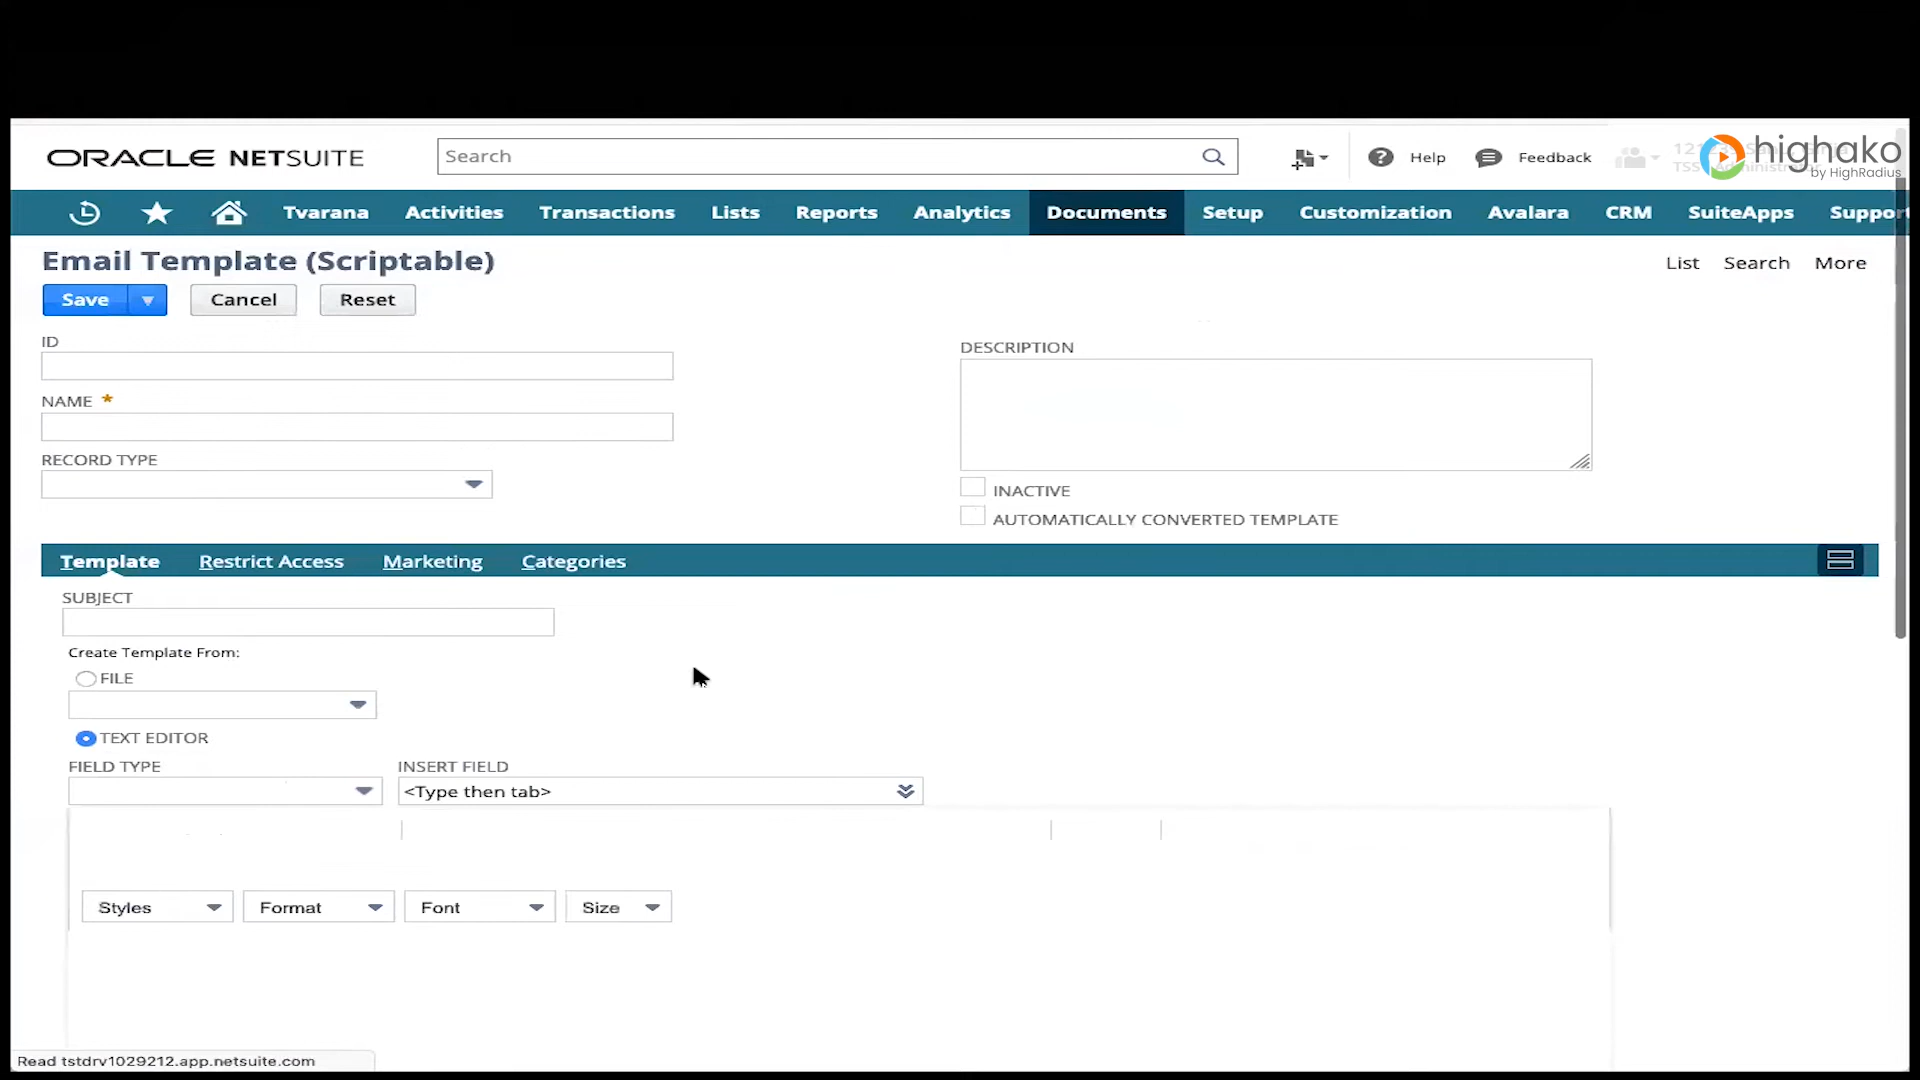 ORACLE NETSUITE
Search
Help
Feedback
highako
by HighRadius
Tvarana
Activities
Transactions
Lists
Reports
Analytics
Documents
Setup
Customization
Avalara
CRM
SuiteApps
Suppor
Email Template (Scriptable)
List
Search
More
Save
Cancel
Reset
ID
DESCRIPTION
NAME *
RECORD TYPE
INACTIVE
AUTOMATICALLY CONVERTED TEMPLATE
Template
Restrict Access
Marketing
Categories
SUBJECT
Create Template From:
FILE
TEXT EDITOR
FIELD TYPE
INSERT FIELD
<Type then tab>
Styles
Format
Font
Size
Read tstdrv1029212.app.netsuite.com